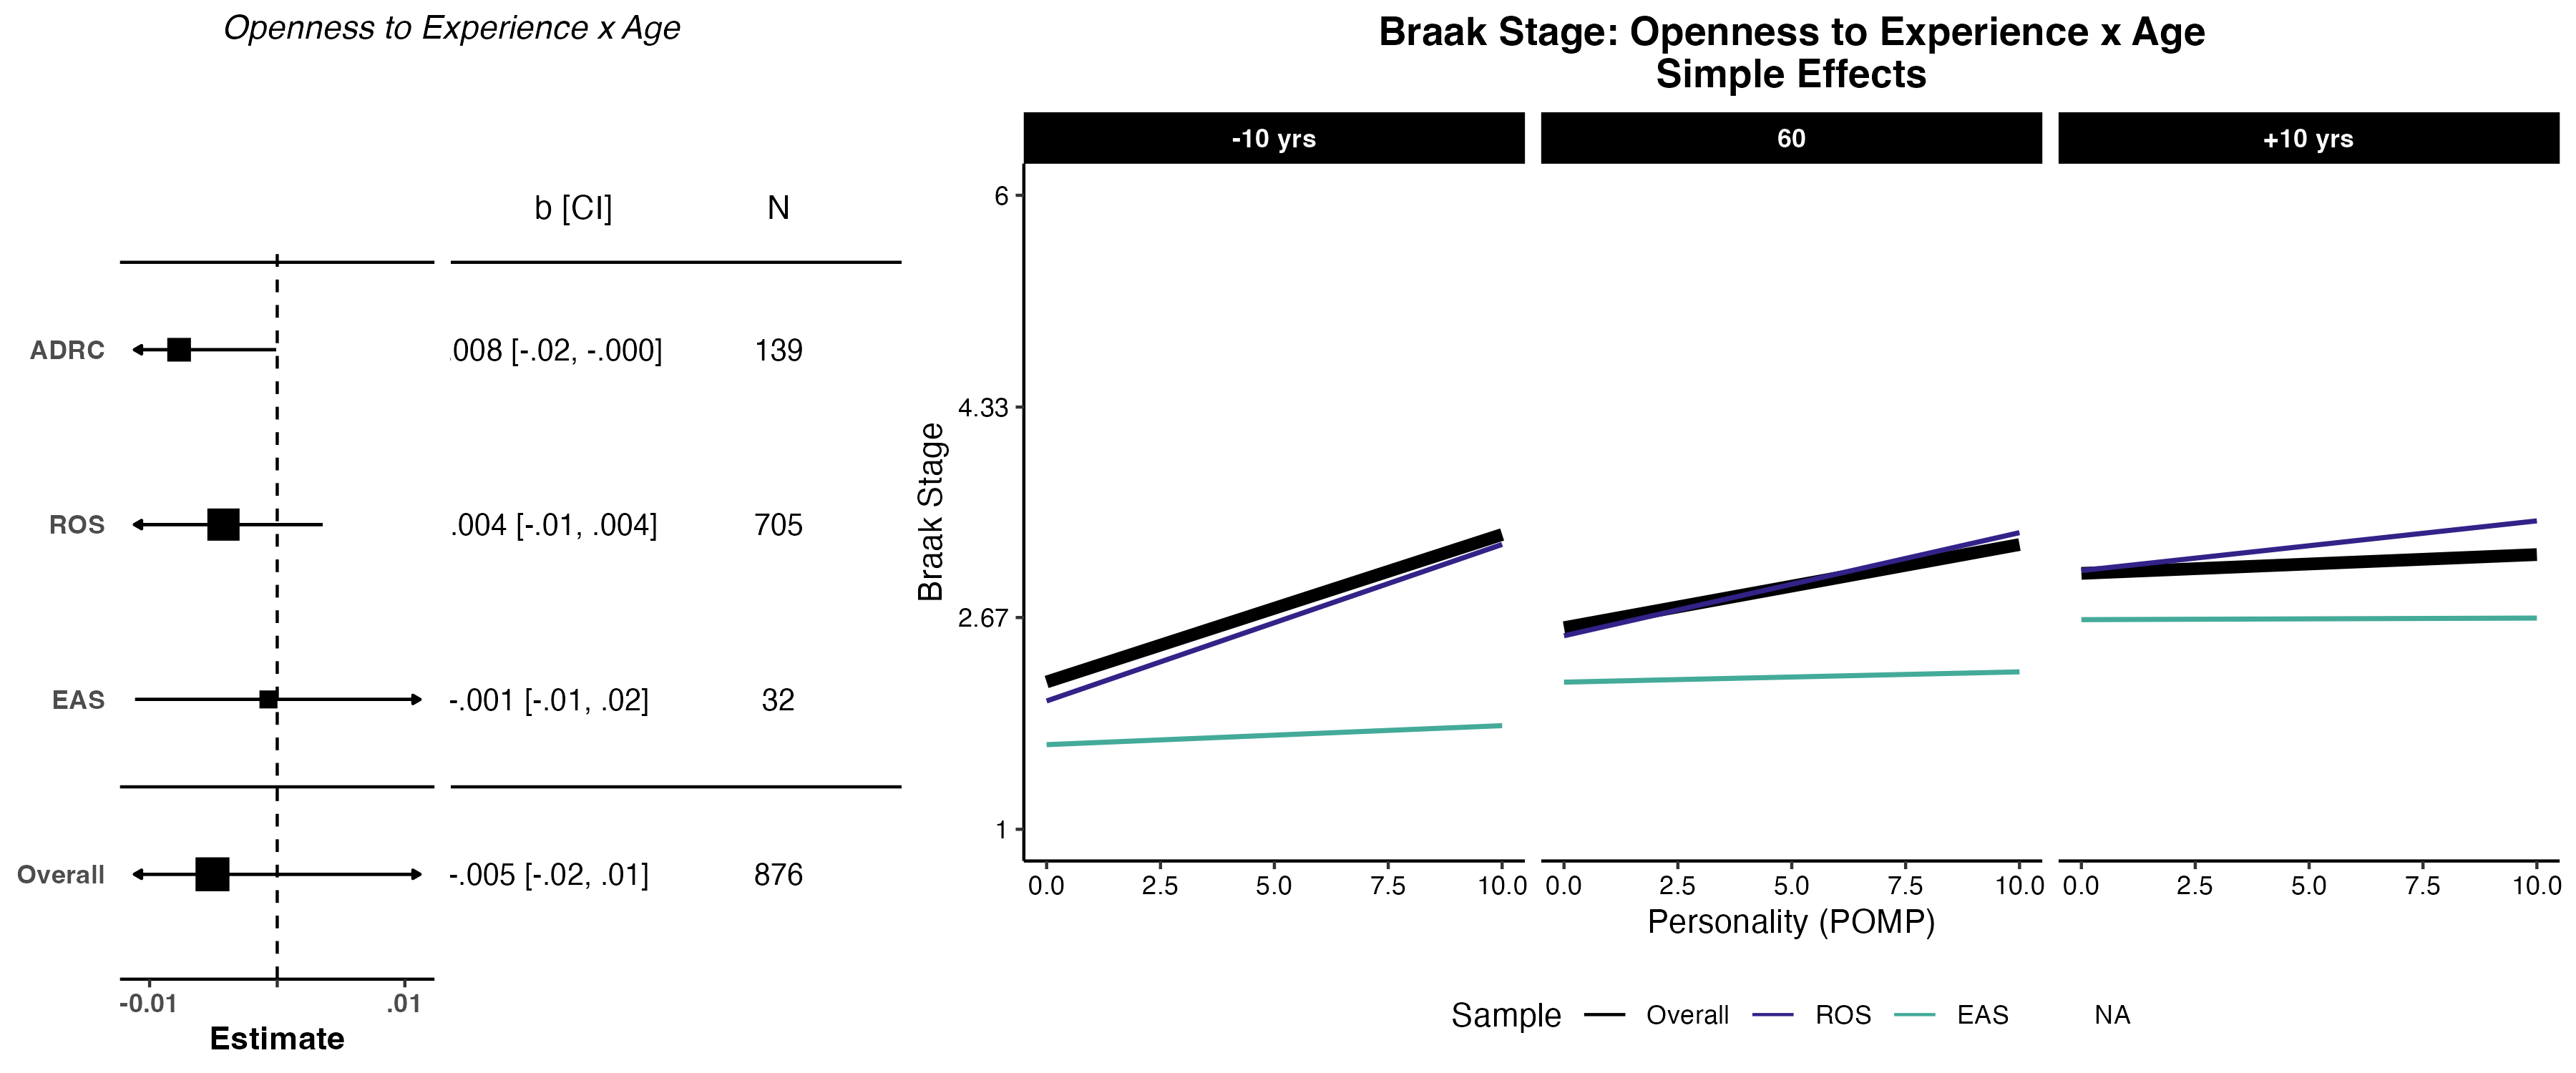 Openness to Experience x Age
b [CI] N
ADRC .008 [-.02, -.000] 139
ROS .004 [-.01, .004] 705
EAS -.001 [-.01, .02] 32
Overall -.005 [-.02, .01] 876
-0.01 .01
Estimate
Braak Stage: Openness to Experience x Age
Simple Effects
-10 yrs 60 +10 yrs
Braak Stage
6
4.33
2.67
1
0.0 2.5 5.0 7.5 10.0 0.0 2.5 5.0 7.5 10.0 0.0 2.5 5.0 7.5 10.0
Personality (POMP)
Sample Overall ROS EAS NA